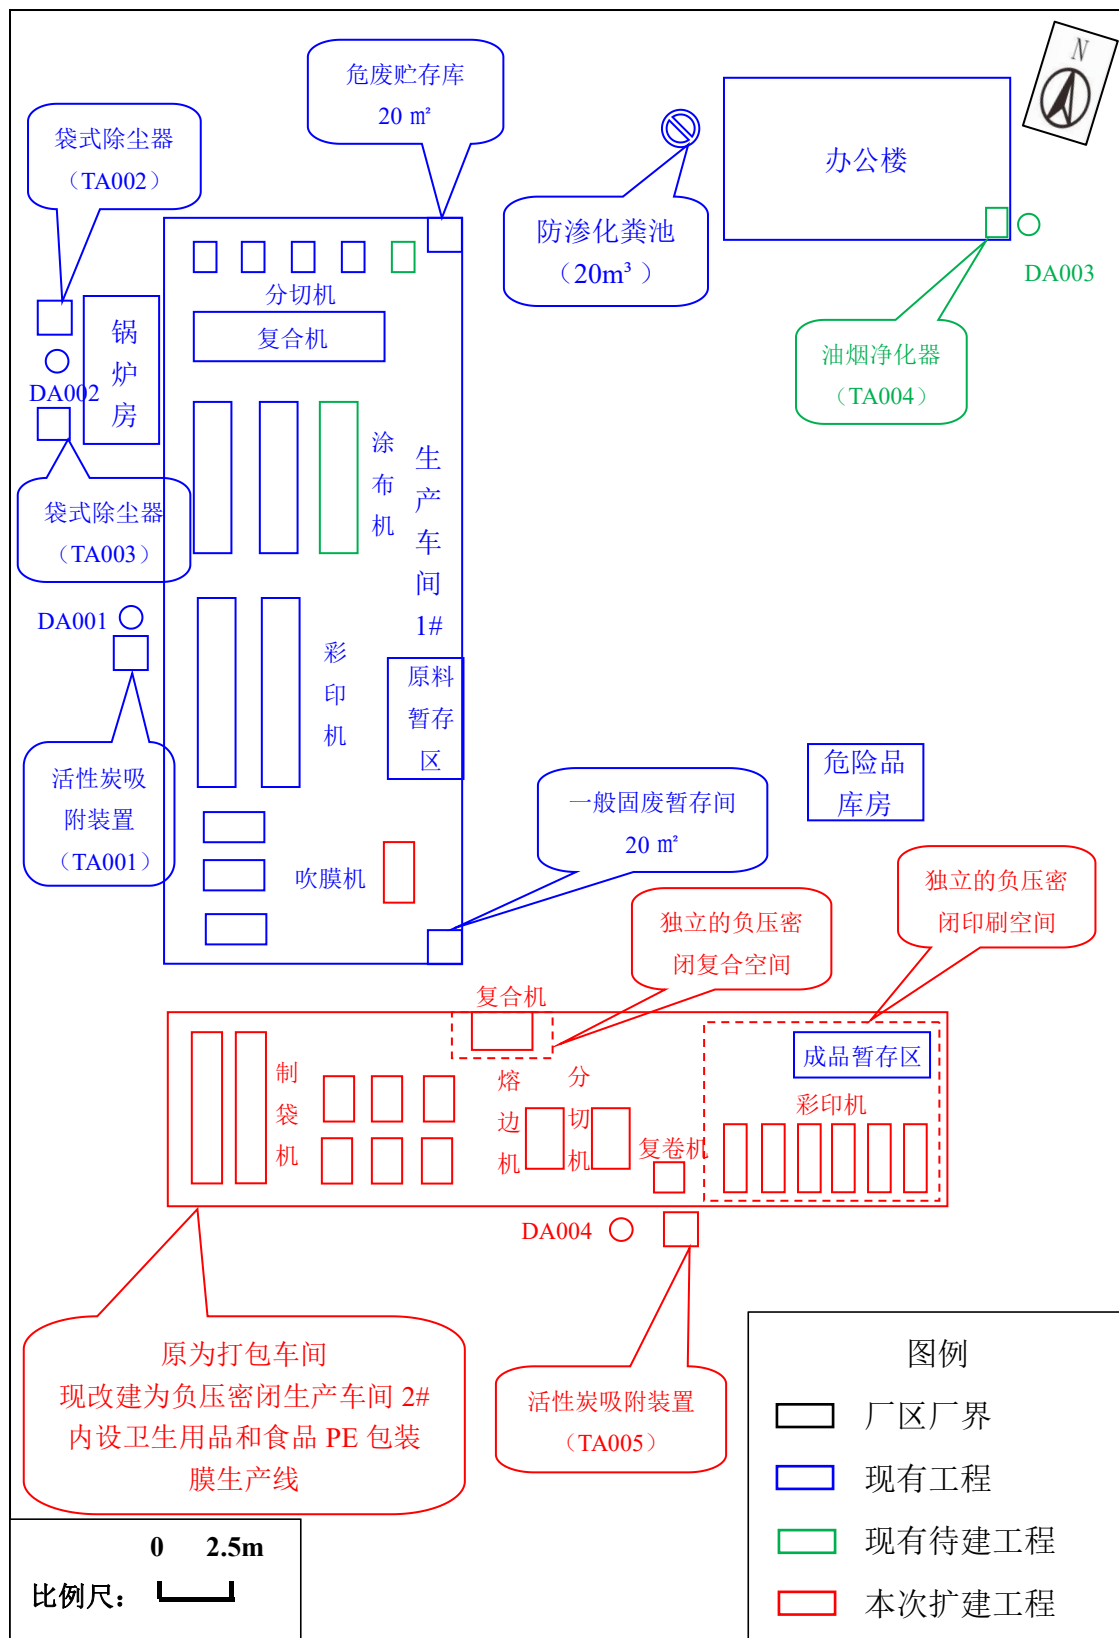 N
危废贮存库
20 ㎡
袋式除尘器
（TA002）
办公楼
防渗化粪池
（20m³ ）
DA003
油烟净化器
（TA004）
分切机
复合机
锅
炉
房
DA002
涂
布
机
生
产
车
间
1#
袋式除尘器
（TA003）
DA001
彩
印
机
原料
暂存
区
活性炭吸
附装置
（TA001）
危险品
库房
一般固废暂存间
20 ㎡
吹膜机
独立的负压密
闭复合空间
独立的负压密
闭印刷空间
复合机
制
袋
机
熔
边
机
分
切
机
复卷机
成品暂存区
彩印机
DA004
原为打包车间
现改建为负压密闭生产车间 2#
内设卫生用品和食品 PE 包装
膜生产线
活性炭吸附装置
（TA005）
图例
厂区厂界
现有工程
现有待建工程
本次扩建工程
0 2.5m
比例尺：